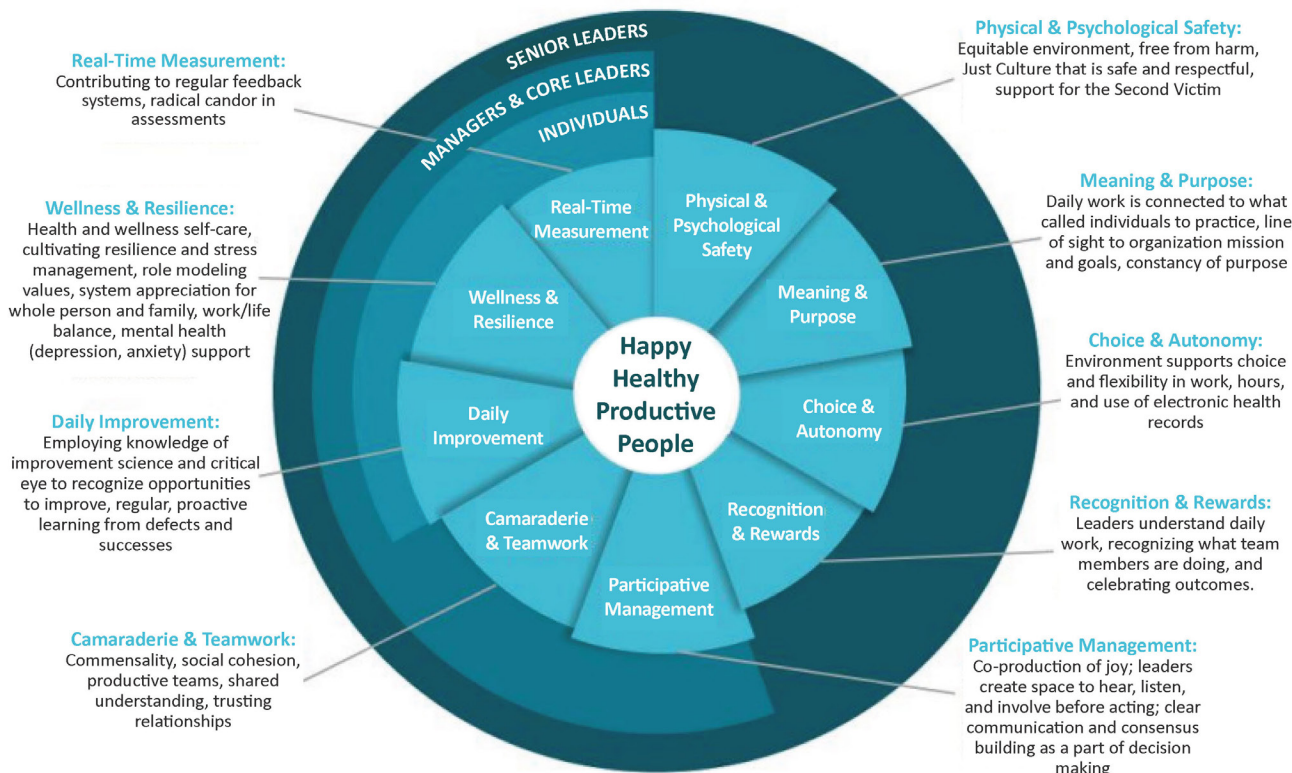 SENIOR LEADERS
MANAGERS & CORE LEADERS
INDIVIDUALS
Real-Time Measurement:
Contributing to regular feedback
systems, radical candor in
assessments
Wellness & Resilience:
Health and wellness self-care,
cultivating resilience and stress
management, role modeling
values, system appreciation for
whole person and family, work/life
balance, mental health
(depression, anxiety) support
Daily Improvement:
Employing knowledge of
improvement science and critical
eye to recognize opportunities
to improve, regular, proactive
learning from defects and
successes
Camaraderie & Teamwork:
Commensality, social cohesion,
productive teams, shared
understanding, trusting
relationships
Real-Time
Measurement
Physical &
Psychological
Safety
Wellness &
Resilience
Meaning &
Purpose
Happy
Healthy
Productive
People
Daily
Improvement
Choice &
Autonomy
Camaraderie
& Teamwork
Recognition
& Rewards
Participative
Management
Physical & Psychological Safety:
Equitable environment, free from harm,
Just Culture that is safe and respectful,
support for the Second Victim
Meaning & Purpose:
Daily work is connected to what
called individuals to practice, line
of sight to organization mission
and goals, constancy of purpose
Choice & Autonomy:
Environment supports choice
and flexibility in work, hours,
and use of electronic health
records
Recognition & Rewards:
Leaders understand daily
work, recognizing what team
members are doing, and
celebrating outcomes.
Participative Management:
Co-production of joy; leaders
create space to hear, listen,
and involve before acting; clear
communication and consensus
building as a part of decision
making